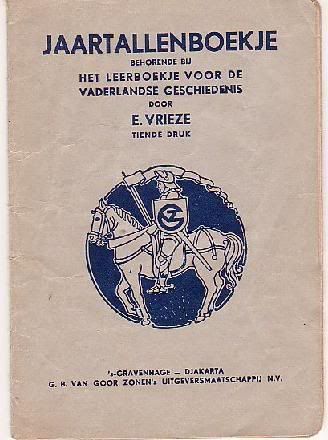 JAARTALLENBOEKJE
BEHORENDE BIJ
HET LEERBOEKJE VOOR DE
VADERLANDSE GESCHIEDENIS
DOOR
E. VRIEZE
TIENDE DRUK
'S-GRAVENHAGE — DJAKARTA
G. B. VAN GOOR ZONEN'S UITGEVERSMAATSCHAPPIJ N.V.